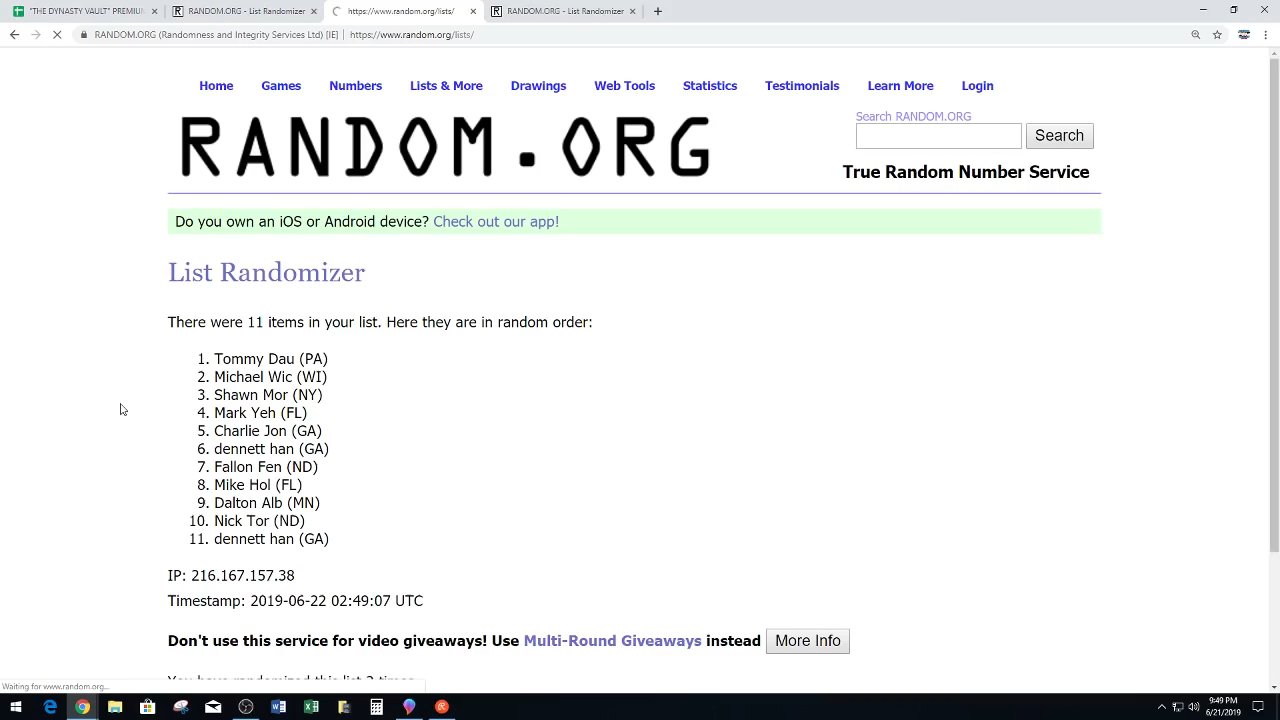 "THE DYNASTY VAULT" PREMIUM
RANDOM.ORG - List Randomizer
https://www.random.org/lists/
RANDOM.ORG - List Randomizer
RANDOM.ORG (Randomness and Integrity Services Ltd) [IE] | https://www.random.org/lists/
Home Games Numbers Lists & More Drawings Web Tools Statistics Testimonials Learn More Login
RANDOM.ORG
Search RANDOM.ORG
Search
True Random Number Service
Do you own an iOS or Android device? Check out our app!
List Randomizer
There were 11 items in your list. Here they are in random order:
1. Tommy Dau (PA)
2. Michael Wic (WI)
3. Shawn Mor (NY)
4. Mark Yeh (FL)
5. Charlie Jon (GA)
6. dennett han (GA)
7. Fallon Fen (ND)
8. Mike Hol (FL)
9. Dalton Alb (MN)
10. Nick Tor (ND)
11. dennett han (GA)
IP: 216.167.157.38
Timestamp: 2019-06-22 02:49:07 UTC
Don't use this service for video giveaways! Use Multi-Round Giveaways instead More Info
You have randomized this list 2 times
Waiting for www.random.org...
9:49 PM
6/21/2019